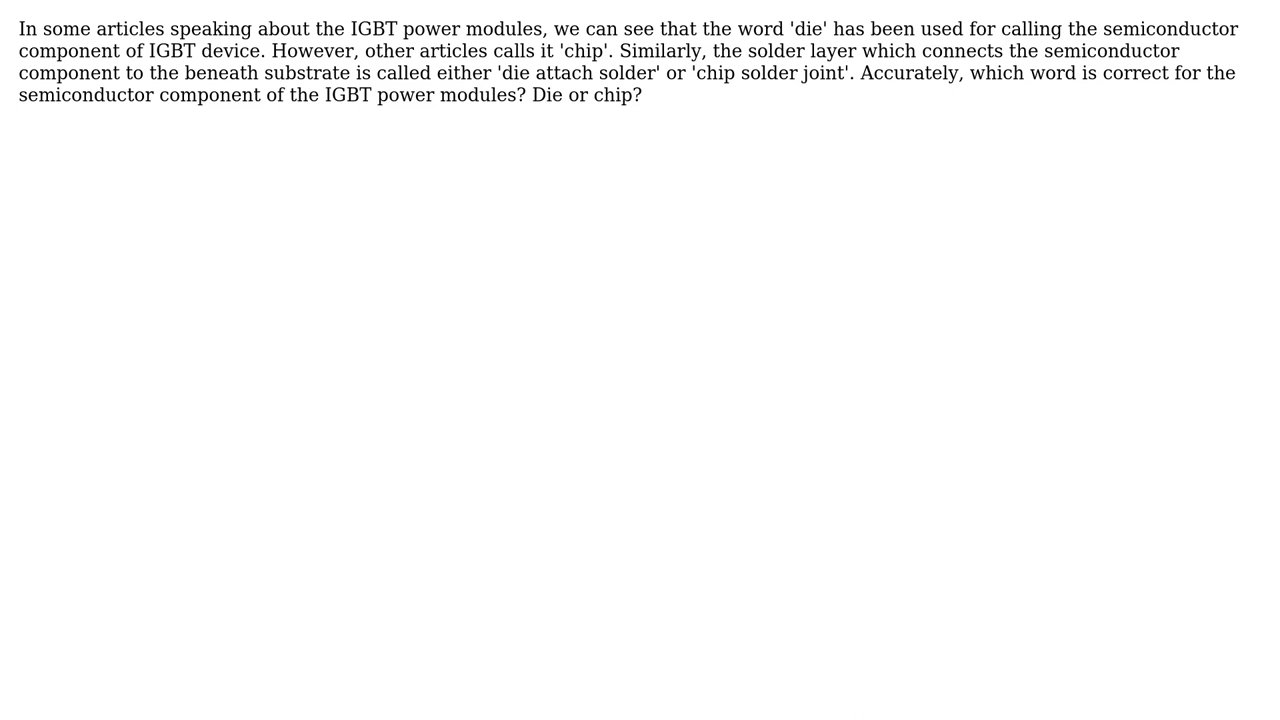 In some articles speaking about the IGBT power modules, we can see that the word 'die' has been used for calling the semiconductor
component of IGBT device. However, other articles calls it 'chip'. Similarly, the solder layer which connects the semiconductor
component to the beneath substrate is called either 'die attach solder' or 'chip solder joint'. Accurately, which word is correct for the
semiconductor component of the IGBT power modules? Die or chip?